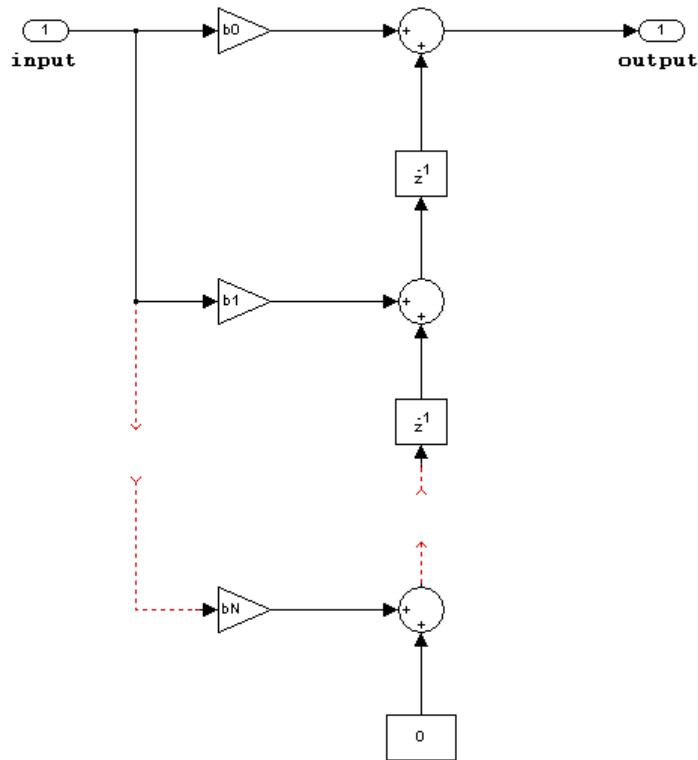 1 b0 + + 1
input output
z-1
b1 + +
z-1
bN + +
0